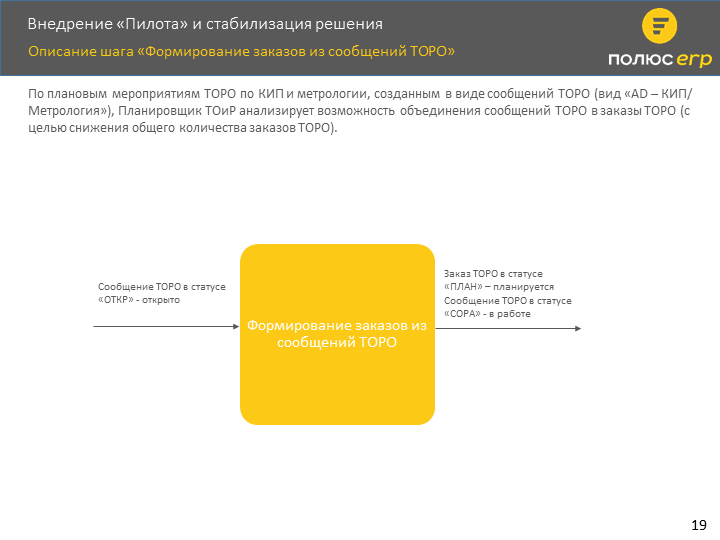 Внедрение «Пилота» и стабилизация решения
Описание шага «Формирование заказов из сообщений ТОРО»
ПОЛЮС erp
По плановым мероприятиям ТОРО по КИП и метрологии, созданным в виде сообщений ТОРО (вид «AD – КИП/
Метрология»), Планировщик ТОиР анализирует возможность объединения сообщений ТОРО в заказы ТОРО (с
целью снижения общего количества заказов ТОРО).
Сообщение ТОРО в статусе
«ОТКР» - открыто
Формирование заказов из
сообщений ТОРО
Заказ ТОРО в статусе
«ПЛАН» – планируется
Сообщение ТОРО в статусе
«СОРА» - в работе
19